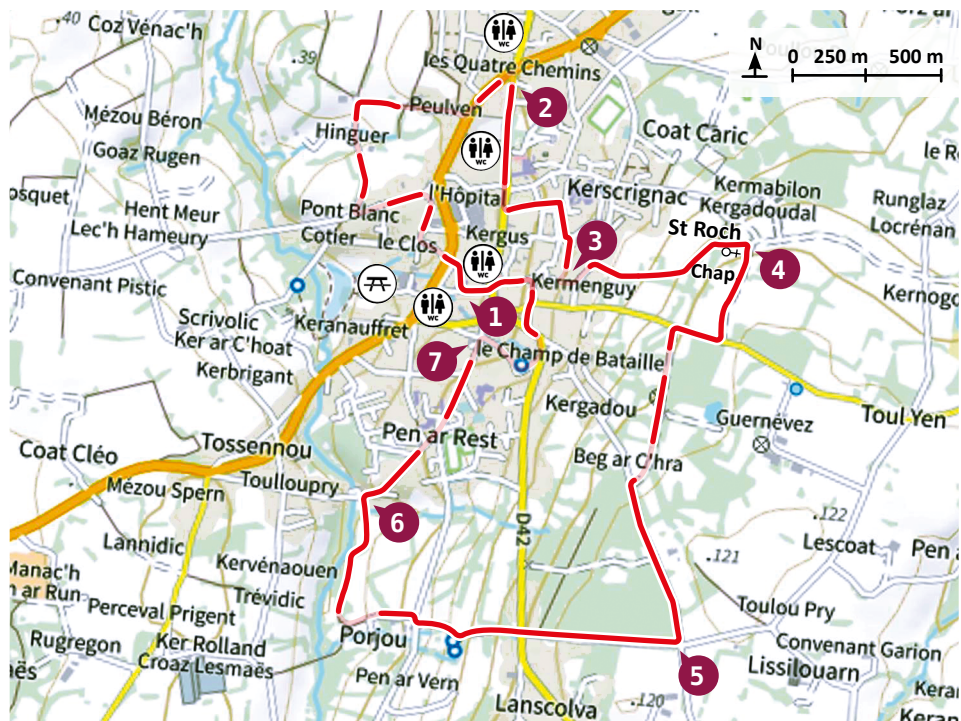 .40
Coz Vénac'h
WC
les Quatre Chemins
.39
N
0 250 m 500 m
Peulven
2
Mézou Béron
Hinguer
Coat Caric
Goaz Rugen
WC
osquet
l'Hôpital
Kerscrignac
Kermabilon
Kergadoudal
Runglaz
Locrénan
Hent Meur
Pont Blanc
Lec'h Hameury
Cotier
le Clos
Kergus
3
St Roch
Chap
4
Convenant Pistic
WC
Kermenguy
Kernogo
Scrivolic
Keranauffret
WC
1
Ker ar C'hoat
7
le Champ de Bataille
Kerbrigant
Kergadou
Guernévez
Toul Yen
Tossennou
Pen ar Rest
Coat Cléo
Beg ar C'hra
Toulloupry
Mézou Spern
6
D42
.122
Lannidic
.121
Lescoat
Pen a
Kervénaouen
Manac'h
n ar Run
Trévidic
Perceval Prigent
Toulou Pry
Rugregon
Ker Rolland
Porjou
Convenant Garion
aës
Croaz Lesmaës
Lissilouarn
5
Pen ar Vern
Kerai
.120
Lanscolva